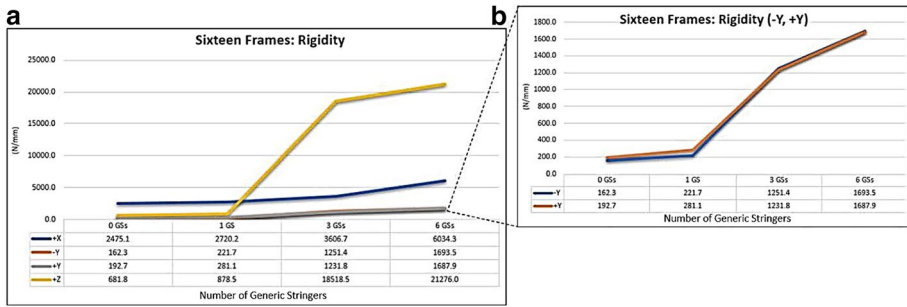 a
Sixteen Frames: Rigidity
25000.0
20000.0
15000.0
10000.0
5000.0
0.0
(N/mm)
0 GSs 1 GS 3 GSs 6 GSs
+X 2475.1 2720.2 3606.7 6034.3
-Y 162.3 221.7 1251.4 1693.5
+Y 192.7 281.1 1231.8 1687.9
+Z 681.8 878.5 18518.5 21276.0
Number of Generic Stringers
b
Sixteen Frames: Rigidity (-Y, +Y)
1800.0
1600.0
1400.0
1200.0
1000.0
800.0
600.0
400.0
200.0
0.0
(N/mm)
0 GSs 1 GS 3 GSs 6 GSs
-Y 162.3 221.7 1251.4 1693.5
+Y 192.7 281.1 1231.8 1687.9
Number of Generic Stringers